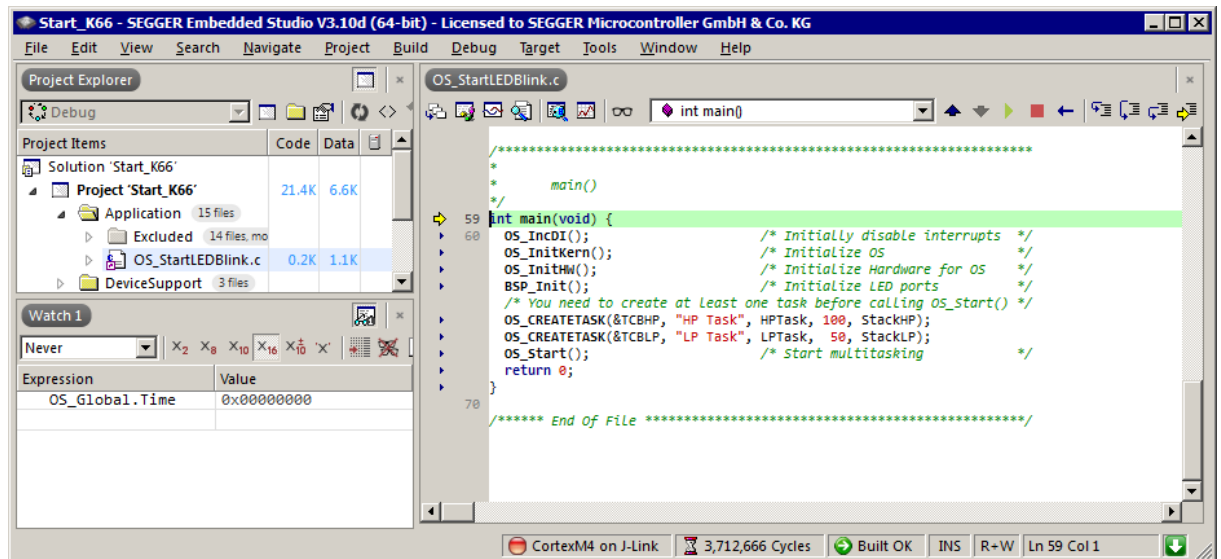 Start_K66 - SEGGER Embedded Studio V3.10d (64-bit) - Licensed to SEGGER Microcontroller GmbH & Co. KG
File Edit View Search Navigate Project Build Debug Target Tools Window Help
Project Explorer
Debug
Project Items Code Data
Solution 'Start_K66'
Project 'Start_K66' 21.4K 6.6K
Application 15 files
Excluded 14 files, mo
OS_StartLEDBlink.c 0.2K 1.1K
DeviceSupport 3 files
Watch 1
Never x2 x8 x10 x16 x±10 'x'
Expression Value
OS_Global.Time 0x00000000
OS_StartLEDBlink.c
int main()
/*********************************************************************
*
* main()
*/
59 int main(void) {
60 OS_IncDI(); /* Initially disable interrupts */
OS_InitKern(); /* Initialize OS */
OS_InitHW(); /* Initialize Hardware for OS */
BSP_Init(); /* Initialize LED ports */
/* You need to create at least one task before calling OS_Start() */
OS_CREATETASK(&TCBHP, "HP Task", HPTask, 100, StackHP);
OS_CREATETASK(&TCBLP, "LP Task", LPTask, 50, StackLP);
OS_Start(); /* Start multitasking */
return 0;
}
70
/****** End Of File *************************************************/
CortexM4 on J-Link 3,712,666 Cycles Built OK INS R+W Ln 59 Col 1